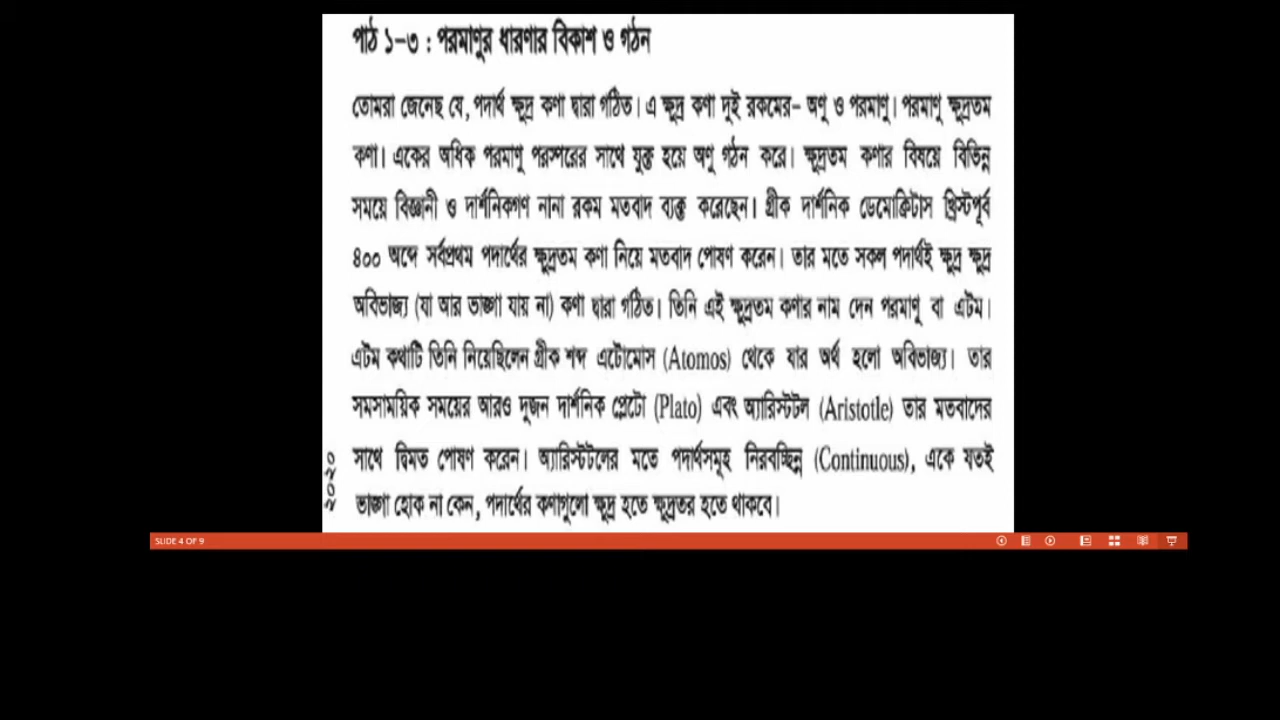 পাঠ ১-৩ : পরমাণুর ধারণার বিকাশ ও গঠন
তোমরা জেনেছ যে, পদার্থ ক্ষুদ্র কণা দ্বারা গঠিত। এ ক্ষুদ্র কণা দুই রকমের- অণু ও পরমাণু। পরমাণু ক্ষুদ্রতম
কণা। একের অধিক পরমাণু পরস্পরের সাথে যুক্ত হয়ে অণু গঠন করে। ক্ষুদ্রতম কণার বিষয়ে বিভিন্ন
সময়ে বিজ্ঞানী ও দার্শনিকগণ নানা রকম মতবাদ ব্যক্ত করেছেন। গ্রীক দার্শনিক ডেমোক্রিটাস খ্রিস্টপূর্ব
৪০০ অব্দে সর্বপ্রথম পদার্থের ক্ষুদ্রতম কণা নিয়ে মতবাদ পোষণ করেন। তার মতে সকল পদার্থই ক্ষুদ্র ক্ষুদ্র
অবিভাজ্য (যা আর ভাঙ্গা যায় না) কণা দ্বারা গঠিত। তিনি এই ক্ষুদ্রতম কণার নাম দেন পরমাণু বা এটম।
এটম কথাটি তিনি নিয়েছিলেন গ্রীক শব্দ এটোমোস (Atomos) থেকে যার অর্থ হলো অবিভাজ্য। তার
সমসাময়িক সময়ের আরও দুজন দার্শনিক প্লেটো (Plato) এবং অ্যারিস্টটল (Aristotle) তার মতবাদের
সাথে দ্বিমত পোষণ করেন। অ্যারিস্টটলের মতে পদার্থসমূহ নিরবচ্ছিন্ন (Continuous), একে যতই
ভাঙ্গা হোক না কেন, পদার্থের কণাগুলো ক্ষুদ্র হতে ক্ষুদ্রতর হতে থাকবে।
২০২০
SLIDE 4 OF 9